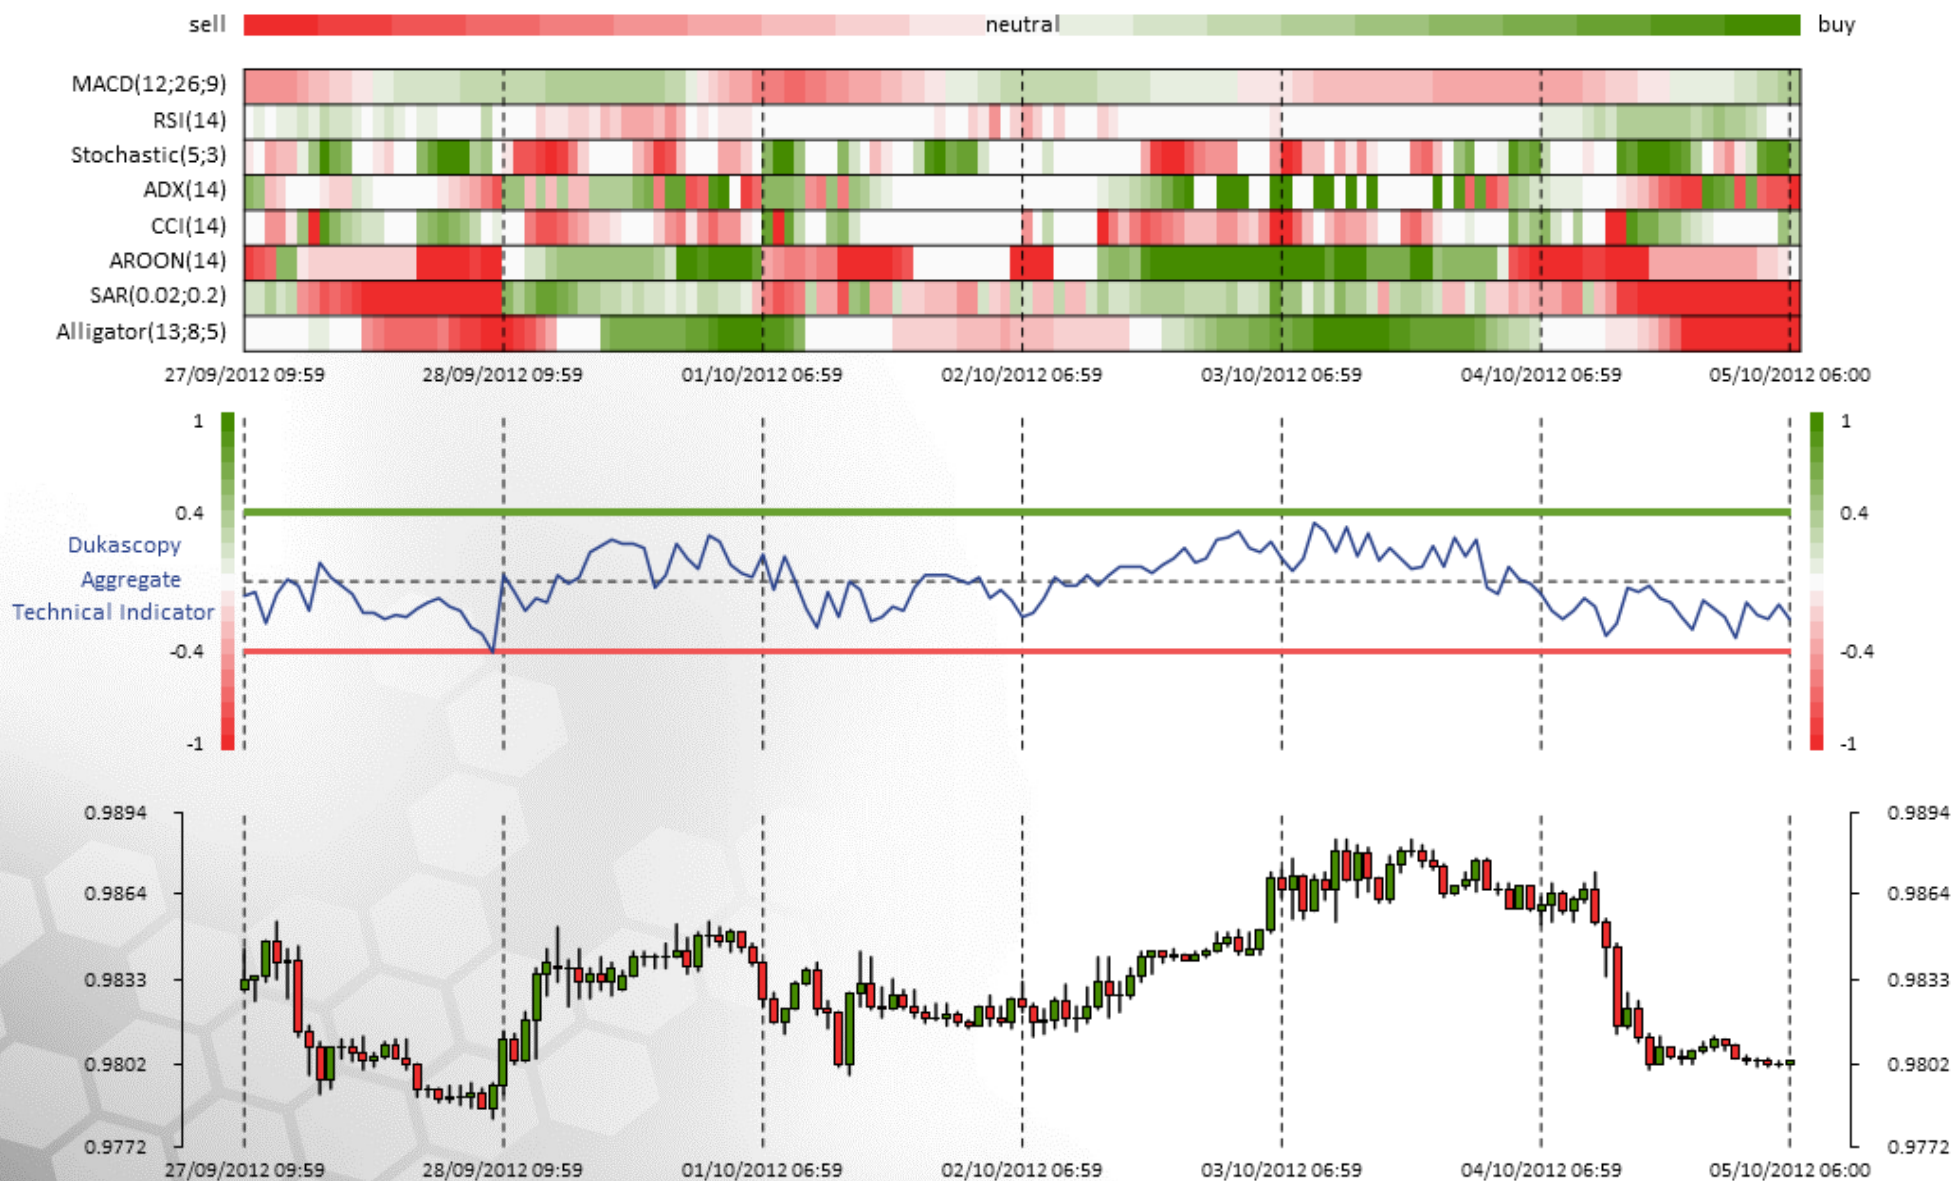 sell neutral buy
MACD(12;26;9)
RSI(14)
Stochastic(5;3)
ADX(14)
CCI(14)
AROON(14)
SAR(0.02;0.2)
Alligator(13;8;5)
27/09/2012 09:59 28/09/2012 09:59 01/10/2012 06:59 02/10/2012 06:59 03/10/2012 06:59 04/10/2012 06:59 05/10/2012 06:00
1 1
0.4 0.4
Dukascopy
Aggregate
Technical Indicator
-0.4 -0.4
-1 -1
0.9894 0.9894
0.9864 0.9864
0.9833 0.9833
0.9802 0.9802
0.9772 0.9772
27/09/2012 09:59 28/09/2012 09:59 01/10/2012 06:59 02/10/2012 06:59 03/10/2012 06:59 04/10/2012 06:59 05/10/2012 06:00